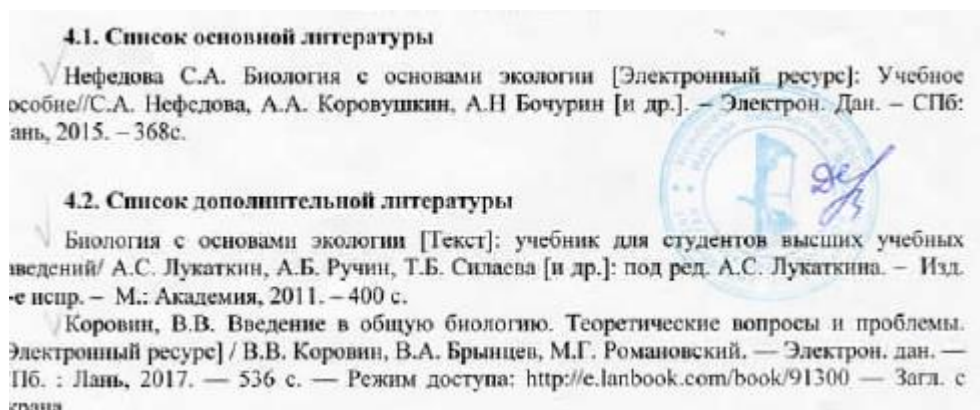 4.1. Список основной литературы
Нефедова С.А. Биология с основами экологии [Электронный ресурс]: Учебное
особие//С.А. Нефедова, А.А. Коровушкин, А.Н Бочурин [и др.]. – Электрон. Дан. – СПб:
ань, 2015. – 368с.
4.2. Список дополнительной литературы
Биология с основами экологии [Текст]: учебник для студентов высших учебных
аведений/ А.С. Лукаткин, А.Б. Ручин, Т.Б. Силаева [и др.]: под ред. А.С. Лукаткина. – Изд.
-е испр. – М.: Академия, 2011. – 400 с.
Коровин, В.В. Введение в общую биологию. Теоретические вопросы и проблемы.
Электронный ресурс] / В.В. Коровин, В.А. Брынцев, М.Г. Романовский. — Электрон. дан. —
Пб. : Лань, 2017. — 536 с. — Режим доступа: http://e.lanbook.com/book/91300 — Загл. с